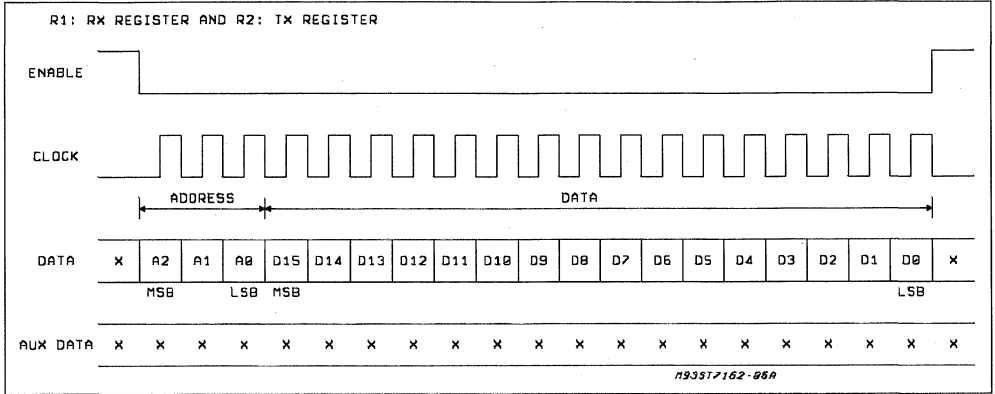 R1: RX REGISTER AND R2: TX REGISTER
ENABLE
CLOCK
ADDRESS DATA
DATA X A2 A1 A0 D15 D14 D13 D12 D11 D10 D9 D8 D7 D6 D5 D4 D3 D2 D1 D0 X
MSB LSB MSB LSB
AUX DATA X X X X X X X X X X X X X X X X X X X X X
M93ST7162-06A